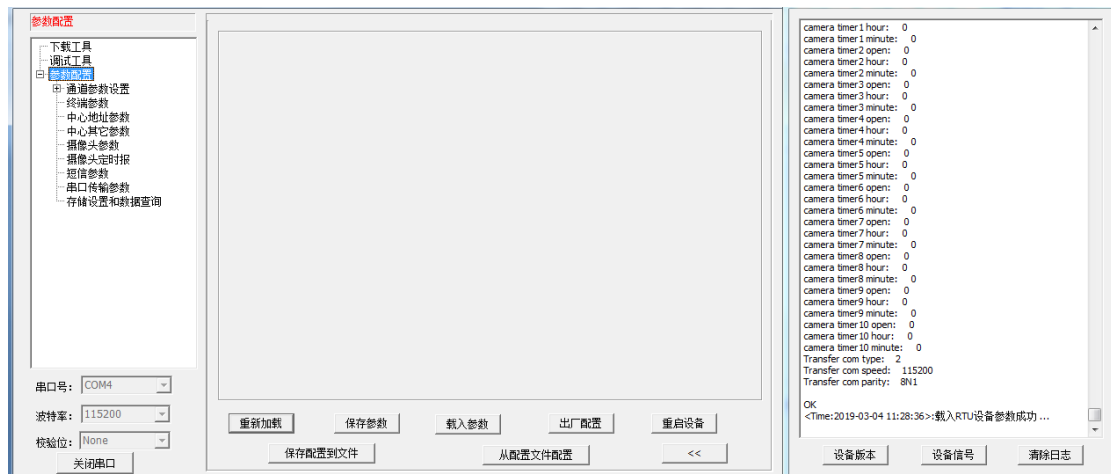 参数配置
下载工具
调试工具
参数配置
通道参数设置
终端参数
中心地址参数
中心其它参数
摄像头参数
摄像头定时报
短信参数
串口传输参数
存储设置和数据查询
串口号: COM4
波特率: 115200
校验位: None
关闭串口
重新加载 保存参数 载入参数 出厂配置 重启设备
保存配置到文件 从配置文件配置 <<
camera timer1 hour: 0
camera timer1 minute: 0
camera timer2 open: 0
camera timer2 hour: 0
camera timer2 minute: 0
camera timer3 open: 0
camera timer3 hour: 0
camera timer3 minute: 0
camera timer4 open: 0
camera timer4 hour: 0
camera timer4 minute: 0
camera timer5 open: 0
camera timer5 hour: 0
camera timer5 minute: 0
camera timer6 open: 0
camera timer6 hour: 0
camera timer6 minute: 0
camera timer7 open: 0
camera timer7 hour: 0
camera timer7 minute: 0
camera timer8 open: 0
camera timer8 hour: 0
camera timer8 minute: 0
camera timer9 open: 0
camera timer9 hour: 0
camera timer9 minute: 0
camera timer10 open: 0
camera timer10 hour: 0
camera timer10 minute: 0
Transfer com type: 2
Transfer com speed: 115200
Transfer com parity: 8N1
OK
<Time:2019-03-04 11:28:36>:载入RTU设备参数成功 ...
设备版本 设备信号 清除日志